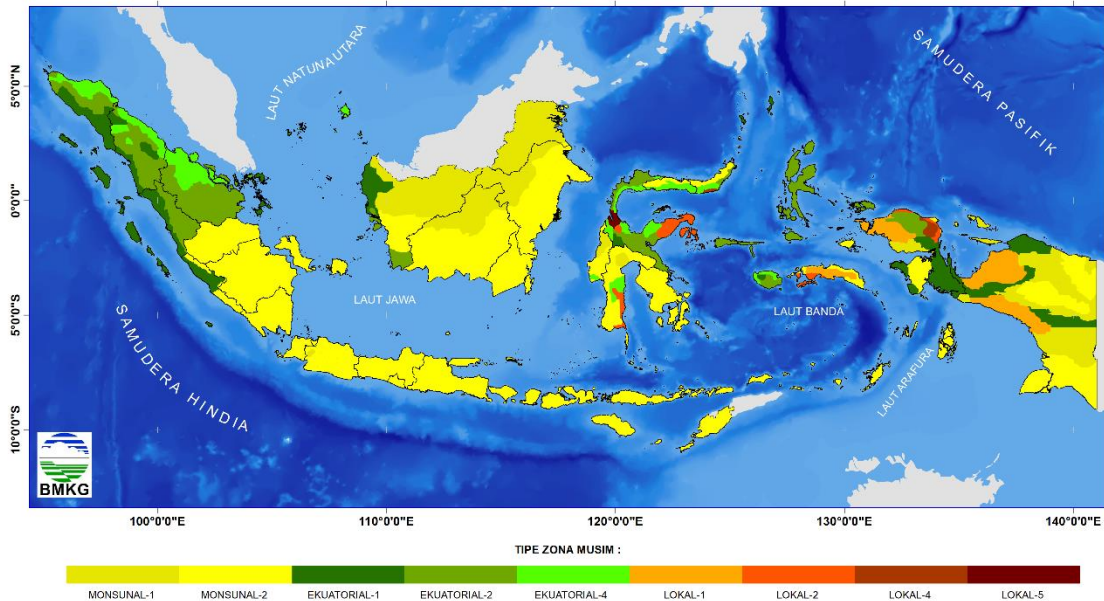 LAUT NATUNAUTARA
SAMUDERA PASIFIK
5°0'0"N
0°0'0"
LAUT JAWA
LAUT BANDA
5°0'0"S
SAMUDERA HINDIA
LAUT ARAFURA
10°0'0"S
BMKG
100°0'0"E 110°0'0"E 120°0'0"E 130°0'0"E 140°0'0"E
TIPE ZONA MUSIM :
MONSUNAL-1 MONSUNAL-2 EKUATORIAL-1 EKUATORIAL-2 EKUATORIAL-4 LOKAL-1 LOKAL-2 LOKAL-4 LOKAL-5